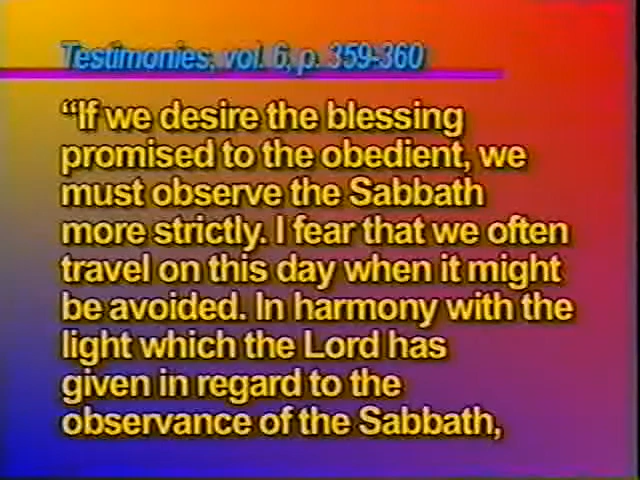 Testimonies, vol. 6, p. 359-360
“If we desire the blessing
promised to the obedient, we
must observe the Sabbath
more strictly. I fear that we often
travel on this day when it might
be avoided. In harmony with the
light which the Lord has
given in regard to the
observance of the Sabbath,